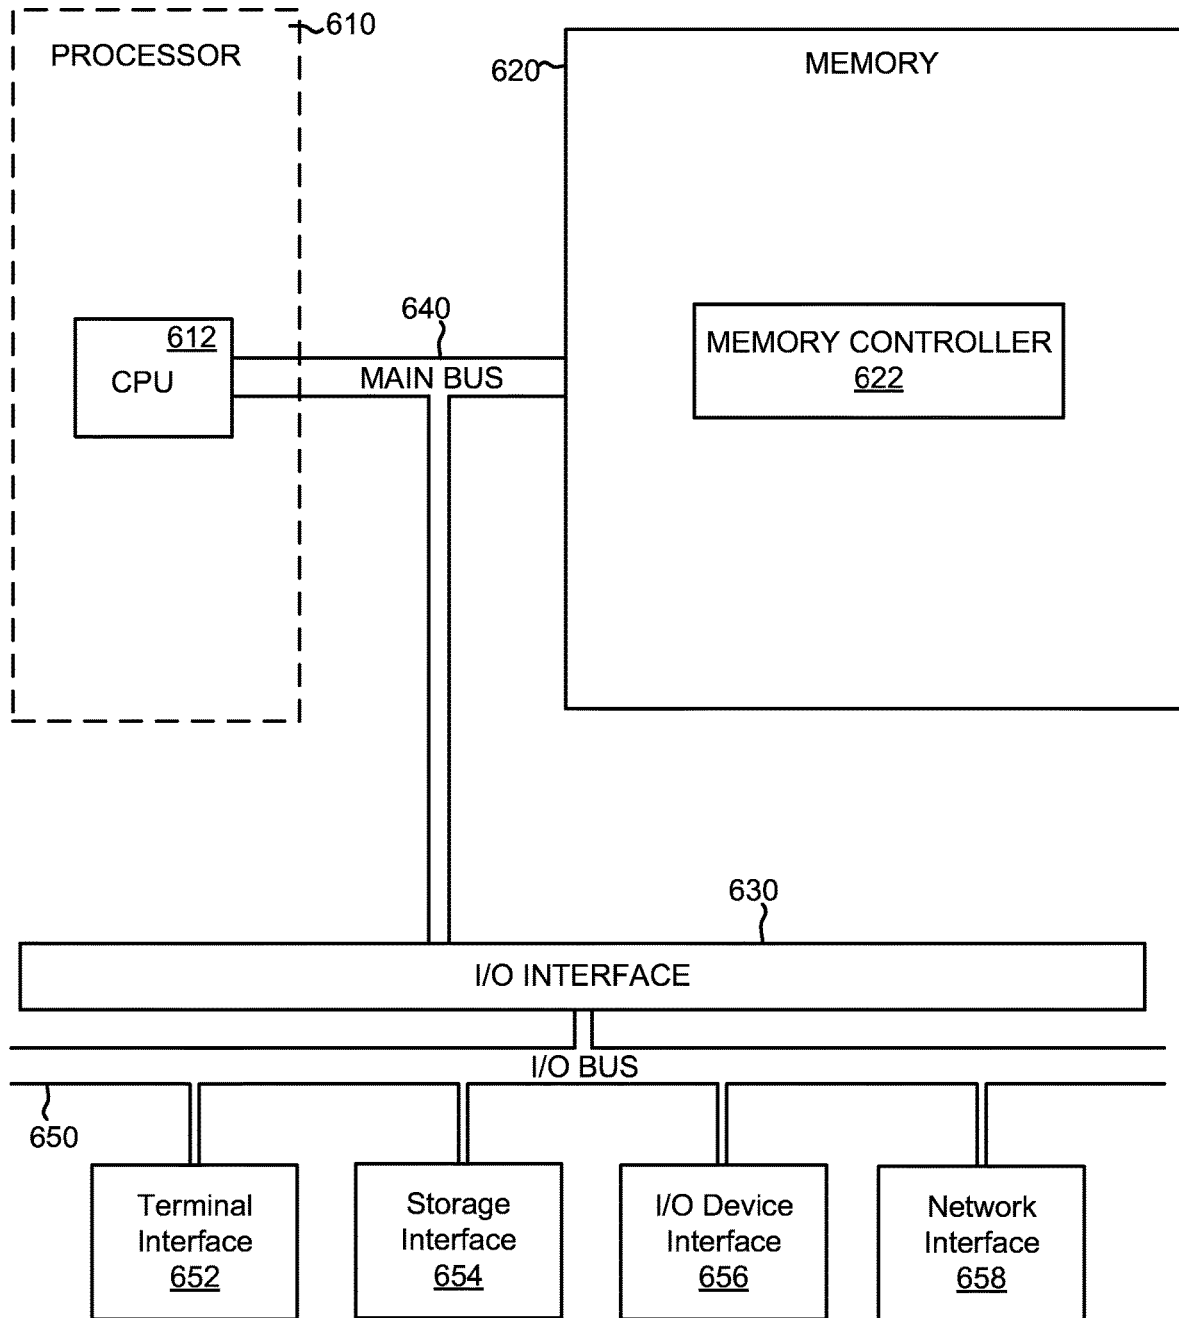 610
PROCESSOR
620
MEMORY
640
612
CPU
MAIN BUS
MEMORY CONTROLLER
622
630
I/O INTERFACE
I/O BUS
650
Terminal
Interface
652
Storage
Interface
654
I/O Device
Interface
656
Network
Interface
658